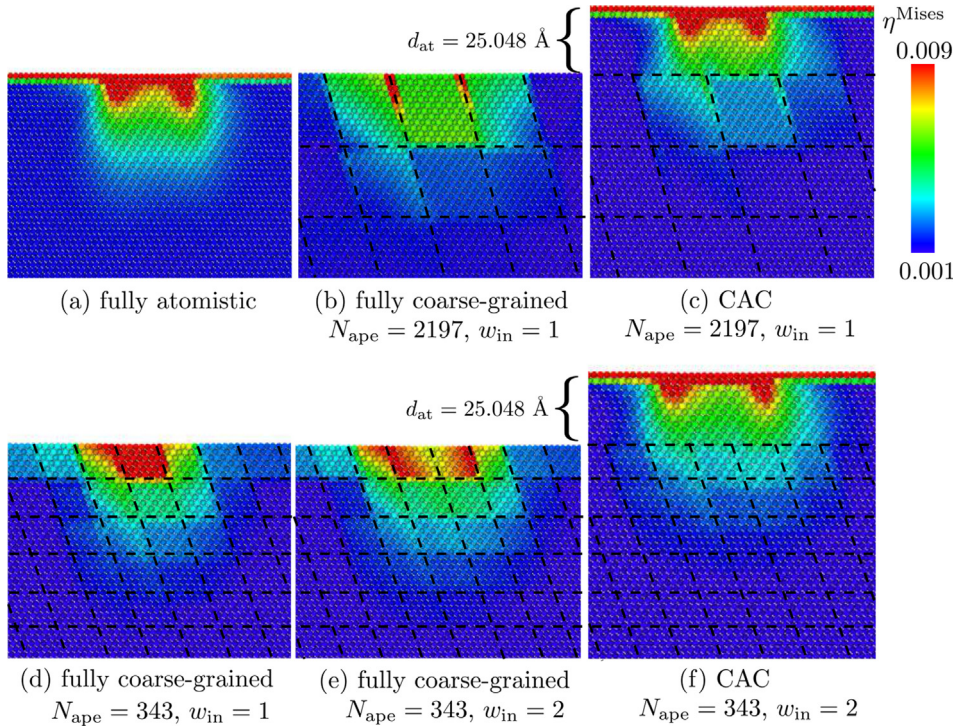 d_at = 25.048 Å
η^Mises
0.009
0.001
(a) fully atomistic
(b) fully coarse-grained
N_ape = 2197, w_in = 1
(c) CAC
N_ape = 2197, w_in = 1
d_at = 25.048 Å
(d) fully coarse-grained
N_ape = 343, w_in = 1
(e) fully coarse-grained
N_ape = 343, w_in = 2
(f) CAC
N_ape = 343, w_in = 2